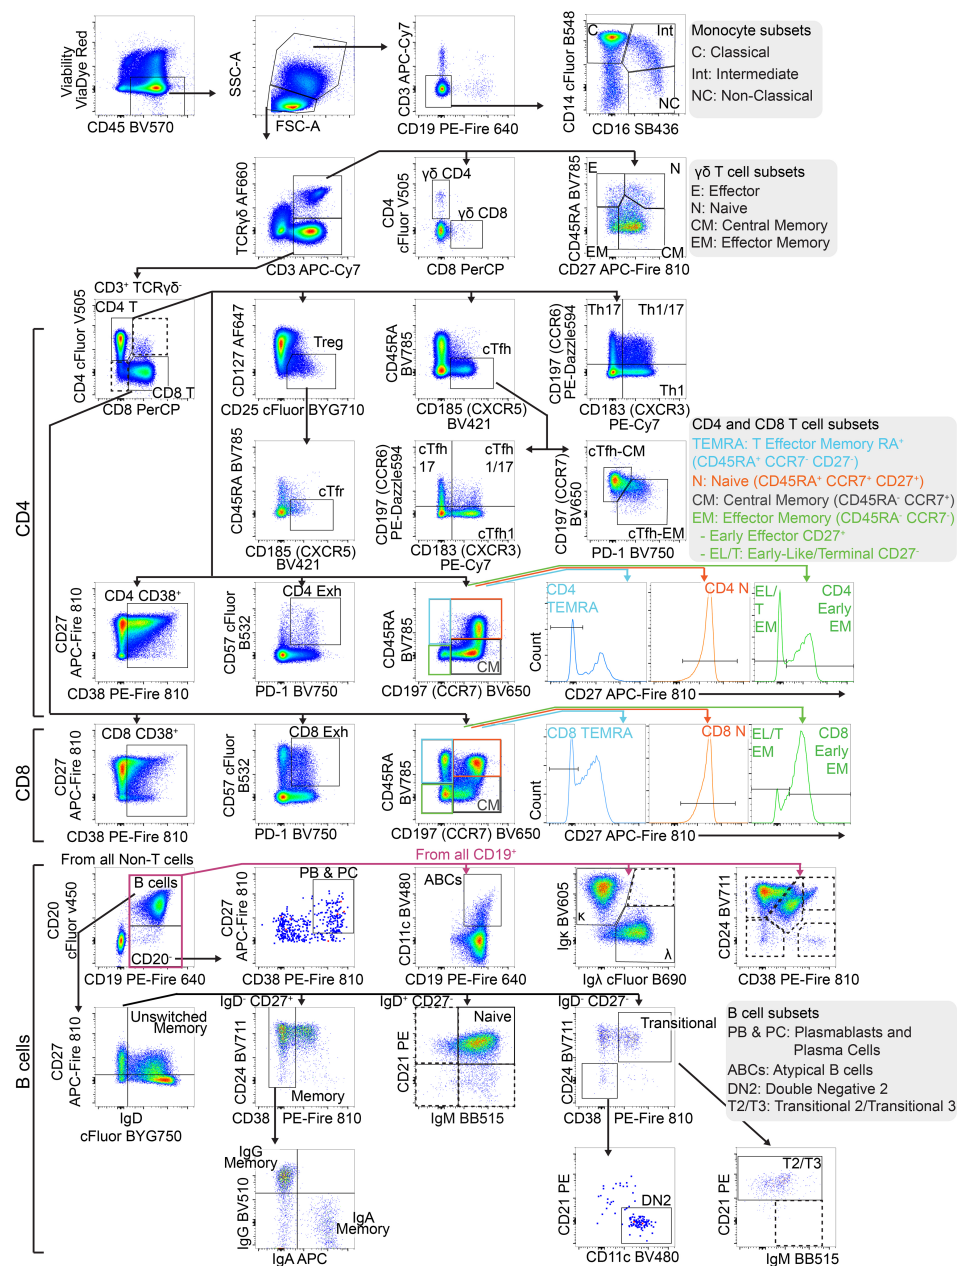 Viability
ViaDye Red
CD45 BV570
SSC-A
FSC-A
CD3 APC-Cy7
CD19 PE-Fire 640
CD14 cFluor B548
C
Int
NC
CD16 SB436
Monocyte subsets
C: Classical
Int: Intermediate
NC: Non-Classical
TCRγδ AF660
CD3 APC-Cy7
CD4
cFluor V505
γδ CD4
γδ CD8
CD8 PerCP
CD45RA BV785
E
N
EM
CM
CD27 APC-Fire 810
γδ T cell subsets
E: Effector
N: Naive
CM: Central Memory
EM: Effector Memory
CD3⁺ TCRγδ⁻
CD4
CD4 cFluor V505
CD4 T
CD8 T
CD8 PerCP
CD127 AF647
Treg
CD25 cFluor BYG710
CD45RA
BV785
cTfh
CD185 (CXCR5)
BV421
CD197 (CCR6)
PE-Dazzle594
Th17
Th1/17
Th1
CD183 (CXCR3)
PE-Cy7
CD45RA BV785
cTfr
CD185 (CXCR5)
BV421
CD197 (CCR6)
PE-Dazzle594
cTfh
17
cTfh
1/17
cTfh1
CD183 (CXCR3)
PE-Cy7
CD197 (CCR7)
BV650
cTfh-CM
cTfh-EM
PD-1 BV750
CD4 and CD8 T cell subsets
TEMRA: T Effector Memory RA⁺
(CD45RA⁺ CCR7⁻ CD27⁻)
N: Naive (CD45RA⁺ CCR7⁺ CD27⁺)
CM: Central Memory (CD45RA⁻ CCR7⁺)
EM: Effector Memory (CD45RA⁻ CCR7⁻)
- Early Effector CD27⁺
- EL/T: Early-Like/Terminal CD27⁻
CD27
APC-Fire 810
CD4 CD38⁺
CD38 PE-Fire 810
CD57 cFluor
B532
CD4 Exh
PD-1 BV750
CD45RA
BV785
CM
CD197 (CCR7) BV650
Count
CD4
TEMRA
CD4 N
EL/
T
EM
CD4
Early
EM
CD27 APC-Fire 810
CD8
CD27
APC-Fire 810
CD8 CD38⁺
CD38 PE-Fire 810
CD57 cFluor
B532
CD8 Exh
PD-1 BV750
CD45RA
BV785
CM
CD197 (CCR7) BV650
Count
CD8 TEMRA
CD8 N
EL/T
EM
CD8
Early
EM
CD27 APC-Fire 810
B cells
From all Non-T cells
From all CD19⁺
CD20
cFluor v450
B cells
CD20⁻
CD19 PE-Fire 640
CD27
APC-Fire 810
PB & PC
CD38 PE-Fire 810
CD11c BV480
ABCs
CD19 PE-Fire 640
Igκ BV605
κ
λ
Igλ cFluor B690
CD24 BV711
CD38 PE-Fire 810
CD27
APC-Fire 810
Unswitched
Memory
IgD
cFluor BYG750
IgD⁻ CD27⁺
CD24 BV711
Memory
CD38 PE-Fire 810
IgD⁺ CD27⁻
CD21 PE
Naive
IgM BB515
IgD⁻ CD27⁻
CD24 BV711
Transitional
CD38 PE-Fire 810
B cell subsets
PB & PC: Plasmablasts and
Plasma Cells
ABCs: Atypical B cells
DN2: Double Negative 2
T2/T3: Transitional 2/Transitional 3
IgG BV510
IgG
Memory
IgA
Memory
IgA APC
CD21 PE
DN2
CD11c BV480
CD21 PE
T2/T3
IgM BB515